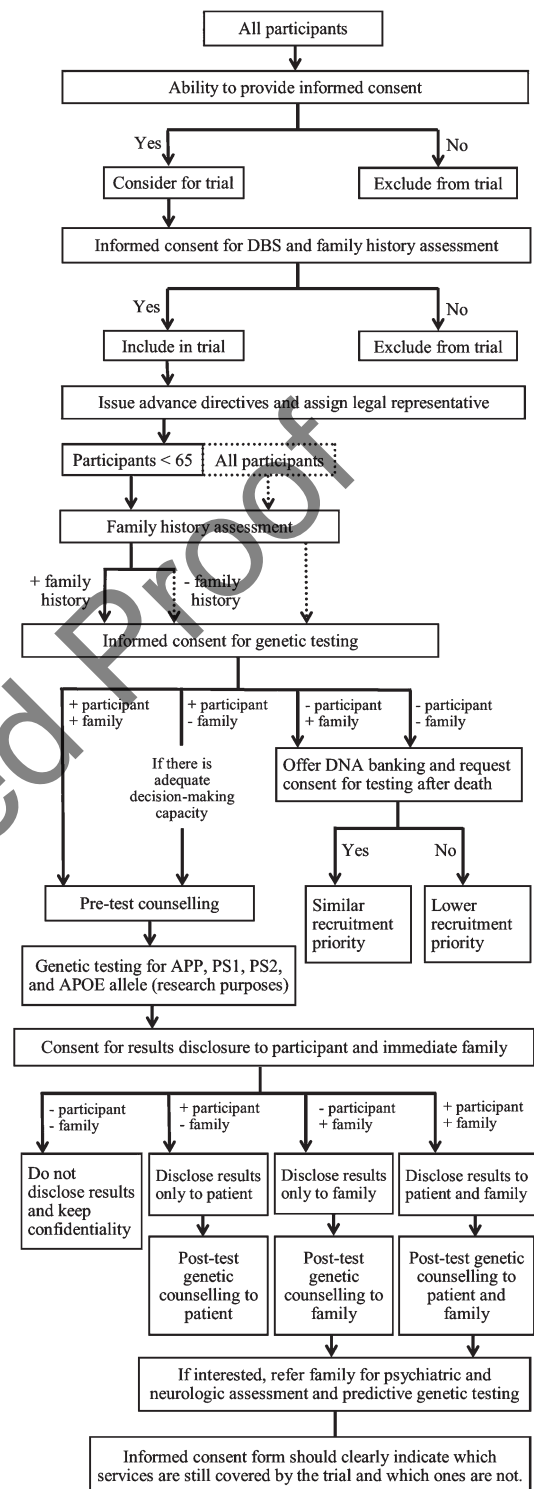 All participants
Ability to provide informed consent
Yes
No
Consider for trial
Exclude from trial
Informed consent for DBS and family history assessment
Yes
No
Include in trial
Exclude from trial
Issue advance directives and assign legal representative
Participants < 65
All participants
Family history assessment
+ family
history
- family
history
Informed consent for genetic testing
+ participant
+ family
+ participant
- family
- participant
+ family
- participant
- family
If there is
adequate
decision-making
capacity
Offer DNA banking and request
consent for testing after death
Yes
No
Pre-test counselling
Similar
recruitment
priority
Lower
recruitment
priority
Genetic testing for APP, PS1, PS2,
and APOE allele (research purposes)
Consent for results disclosure to participant and immediate family
- participant
- family
+ participant
- family
- participant
+ family
+ participant
+ family
Do not
disclose results
and keep
confidentiality
Disclose results
only to patient
Disclose results
only to family
Disclose results to
patient and family
Post-test
genetic
counselling to
patient
Post-test
genetic
counselling to
family
Post-test genetic
counselling to
patient and
family
If interested, refer family for psychiatric and
neurologic assessment and predictive genetic testing
Informed consent form should clearly indicate which
services are still covered by the trial and which ones are not.
ed Proof